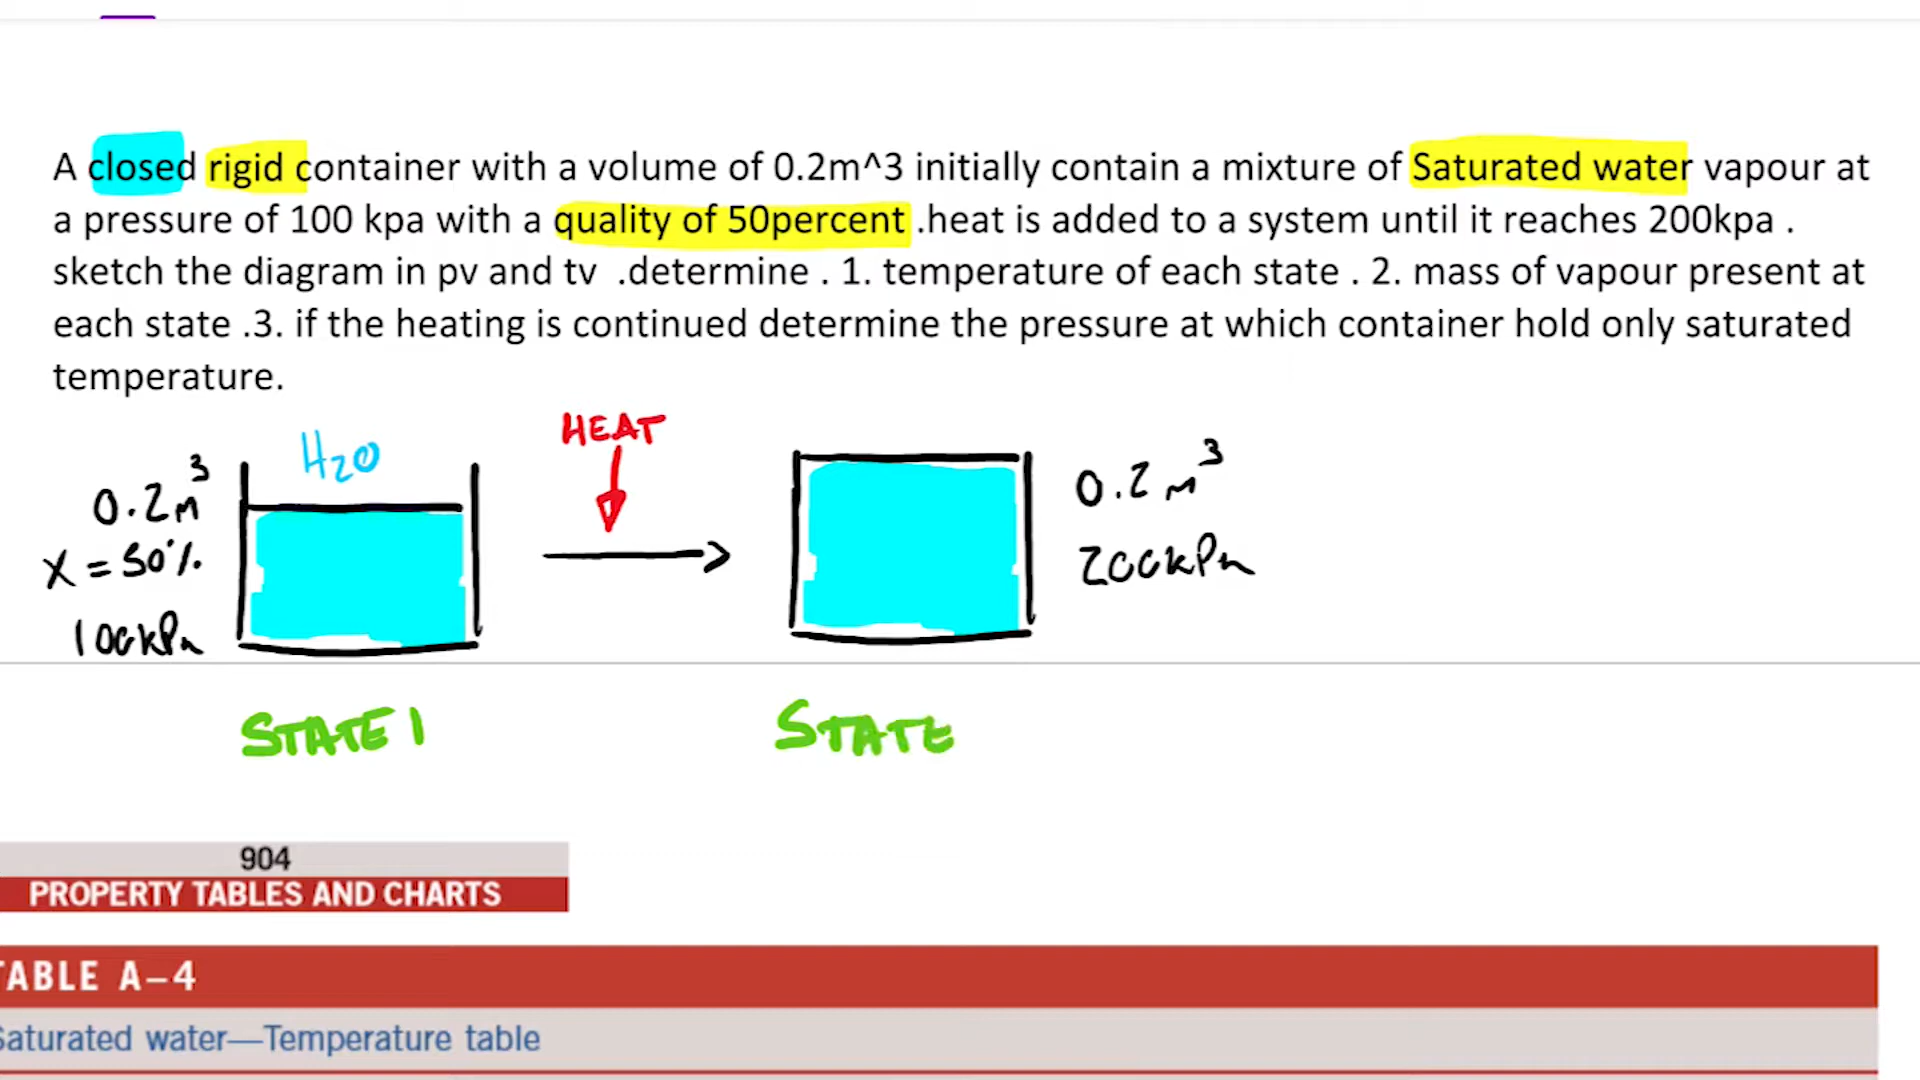 A closed rigid container with a volume of 0.2m^3 initially contain a mixture of Saturated water vapour at
a pressure of 100 kpa with a quality of 50percent .heat is added to a system until it reaches 200kpa .
sketch the diagram in pv and tv .determine . 1. temperature of each state . 2. mass of vapour present at
each state .3. if the heating is continued determine the pressure at which container hold only saturated
temperature.
HEAT
H2O
0.2m³
0.2m³
x = 50%
200kPa
100kPa
STATE 1
STATE
904
PROPERTY TABLES AND CHARTS
TABLE A–4
Saturated water—Temperature table